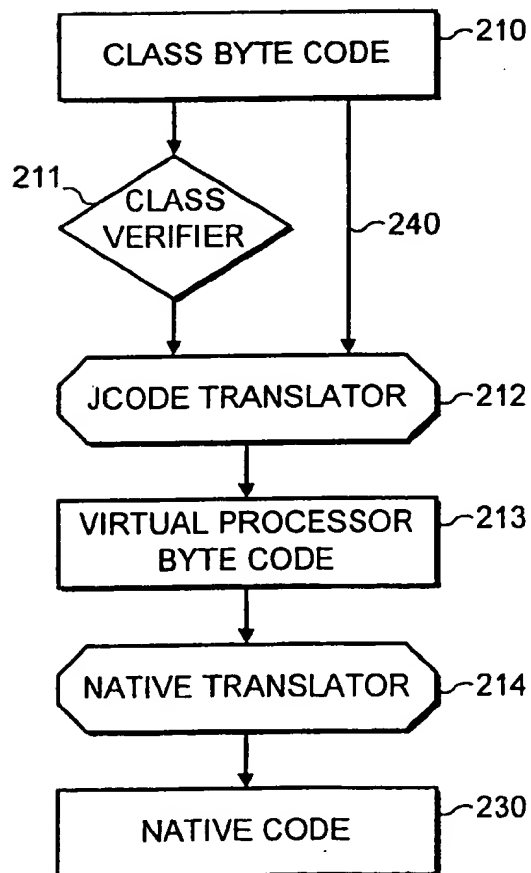 CLASS BYTE CODE
210
211
CLASS
VERIFIER
240
JCODE TRANSLATOR
212
VIRTUAL PROCESSOR
BYTE CODE
213
NATIVE TRANSLATOR
214
NATIVE CODE
230